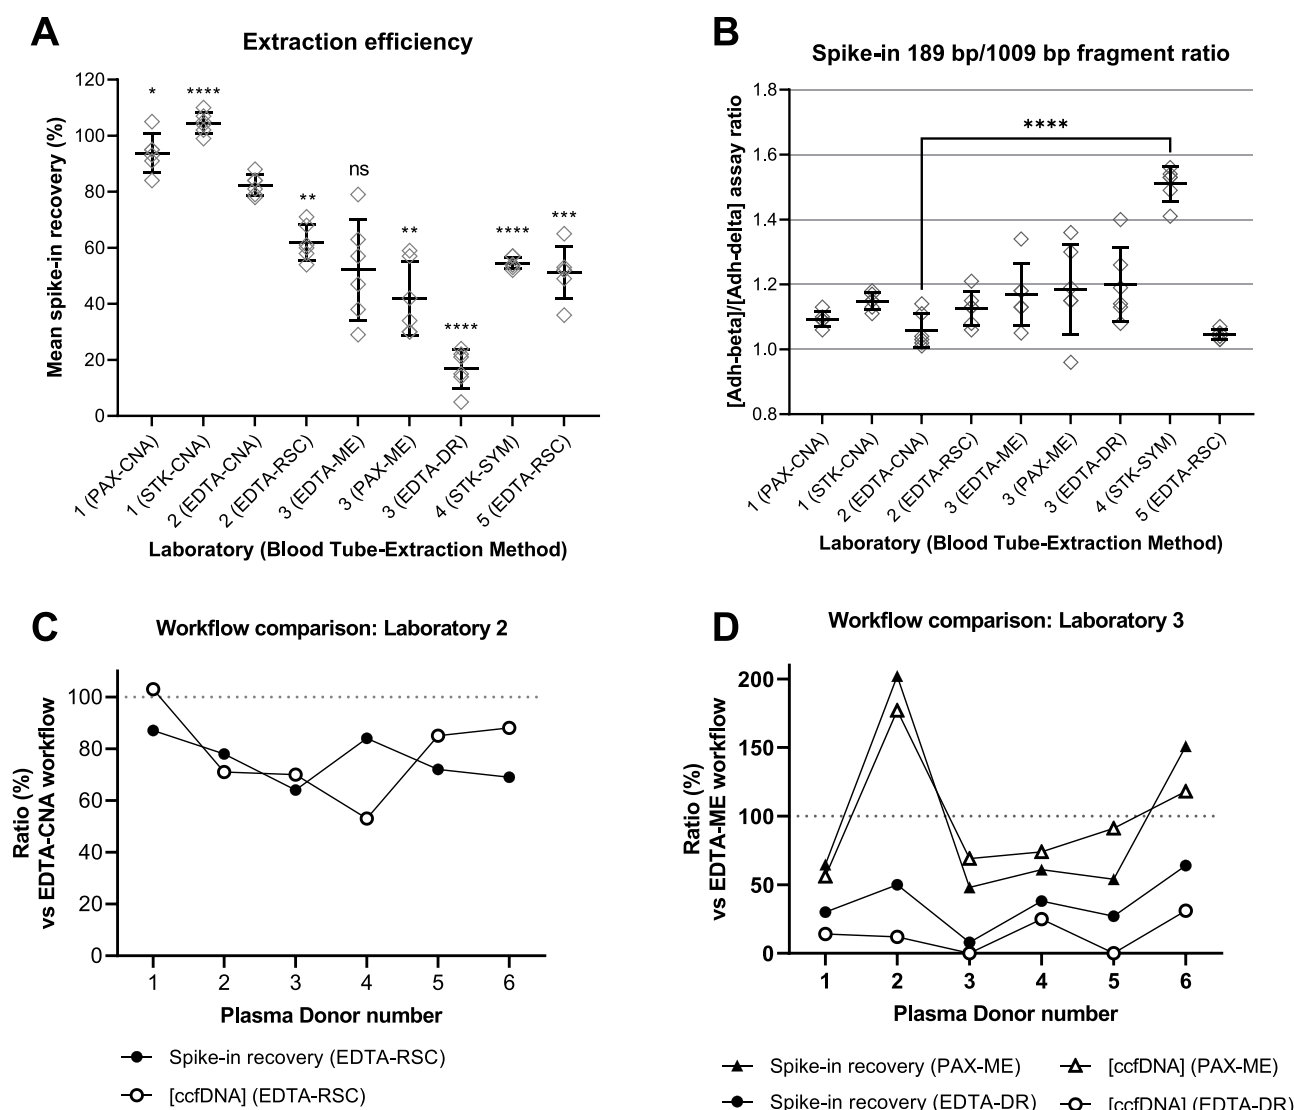 A
Extraction efficiency
Mean spike-in recovery (%)
120
100
80
60
40
20
0
*
****
**
ns
**
****
****
***
1 (PAX-CNA)
1 (STK-CNA)
2 (EDTA-CNA)
2 (EDTA-RSC)
3 (EDTA-ME)
3 (PAX-ME)
3 (EDTA-DR)
4 (STK-SYM)
5 (EDTA-RSC)
Laboratory (Blood Tube-Extraction Method)
B
Spike-in 189 bp/1009 bp fragment ratio
[Adh-beta]/[Adh-delta] assay ratio
1.8
1.6
1.4
1.2
1.0
0.8
****
1 (PAX-CNA)
1 (STK-CNA)
2 (EDTA-CNA)
2 (EDTA-RSC)
3 (EDTA-ME)
3 (PAX-ME)
3 (EDTA-DR)
4 (STK-SYM)
5 (EDTA-RSC)
Laboratory (Blood Tube-Extraction Method)
C
Workflow comparison: Laboratory 2
Ratio (%)
vs EDTA-CNA workflow
100
80
60
40
20
0
1 2 3 4 5 6
Plasma Donor number
Spike-in recovery (EDTA-RSC)
[ccfDNA] (EDTA-RSC)
D
Workflow comparison: Laboratory 3
Ratio (%)
vs EDTA-ME workflow
200
150
100
50
0
1 2 3 4 5 6
Plasma Donor number
Spike-in recovery (PAX-ME)
[ccfDNA] (PAX-ME)
Spike-in recovery (EDTA-DR)
[ccfDNA] (EDTA-DR)